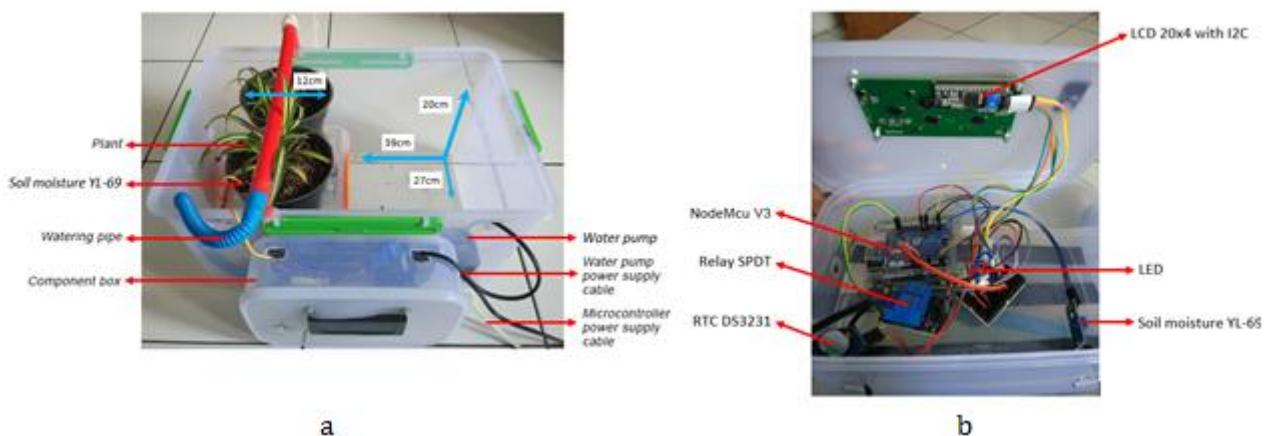 12cm
20cm
39cm
27cm
Plant
Soil moisture YL-69
Watering pipe
Component box
Water pump
Water pump
power supply
cable
Microcontroller
power supply
cable
a
LCD 20x4 with I2C
NodeMcu V3
Relay SPDT
RTC DS3231
LED
Soil moisture YL-69
b